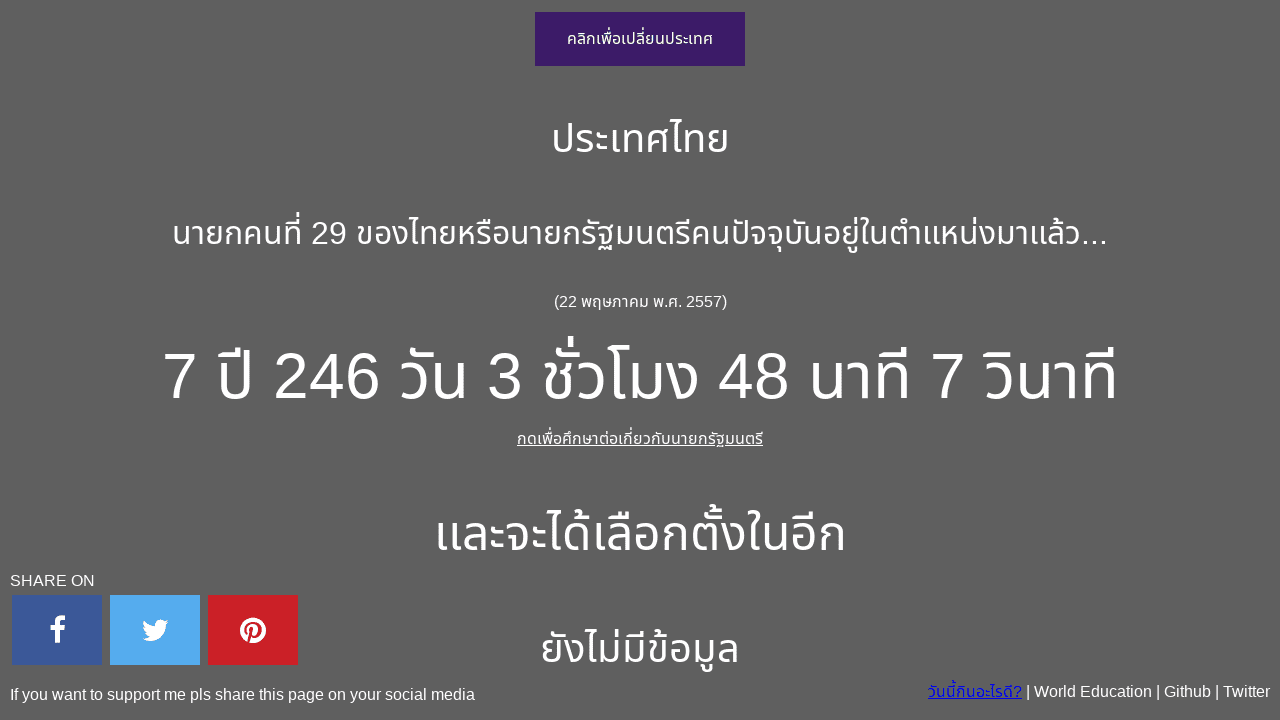 คลิกเพื่อเปลี่ยนประเทศ
ประเทศไทย
นายกคนที่ 29 ของไทยหรือนายกรัฐมนตรีคนปัจจุบันอยู่ในตำแหน่งมาแล้ว...
(22 พฤษภาคม พ.ศ. 2557)
7 ปี 246 วัน 3 ชั่วโมง 48 นาที 7 วินาที
กดเพื่อศึกษาต่อเกี่ยวกับนายกรัฐมนตรี
และจะได้เลือกตั้งในอีก
ยังไม่มีข้อมูล
SHARE ON
If you want to support me pls share this page on your social media
วันนี้กินอะไรดี? | World Education | Github | Twitter